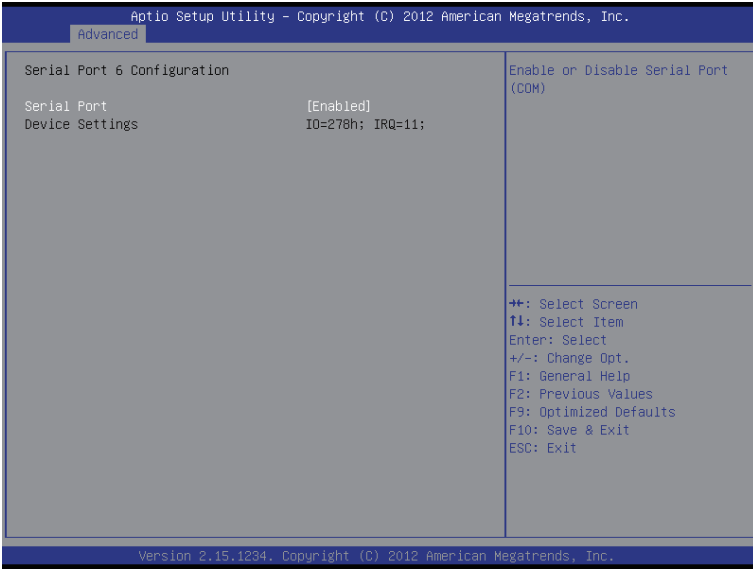 Aptio Setup Utility – Copyright (C) 2012 American Megatrends, Inc.
Advanced
Serial Port 6 Configuration
Serial Port [Enabled]
Device Settings IO=278h; IRQ=11;
Enable or Disable Serial Port
(COM)
→←: Select Screen
↑↓: Select Item
Enter: Select
+/-: Change Opt.
F1: General Help
F2: Previous Values
F9: Optimized Defaults
F10: Save & Exit
ESC: Exit
Version 2.15.1234. Copyright (C) 2012 American Megatrends, Inc.